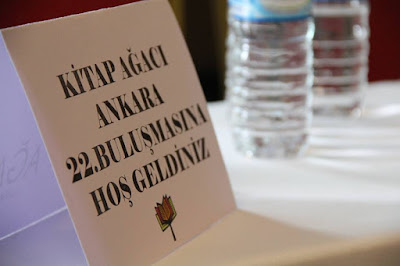 KİTAP AĞACI
ANKARA
22.BULUŞMASINA
HOŞ GELDİNİZ